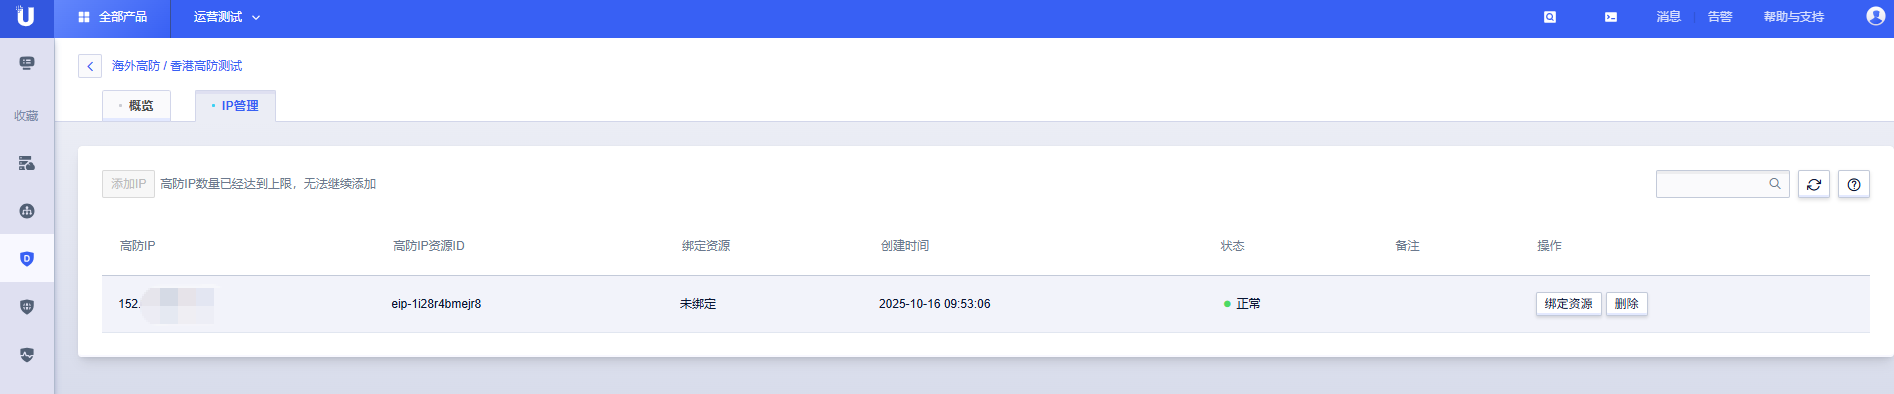 U 全部产品 运营测试 消息 告警 帮助与支持
海外高防 / 香港高防测试
概览 IP管理
收藏
添加IP 高防IP数量已经达到上限，无法继续添加
高防IP 高防IP资源ID 绑定资源 创建时间 状态 备注 操作
152. eip-1i28r4bmejr8 未绑定 2025-10-16 09:53:06 正常 绑定资源 删除